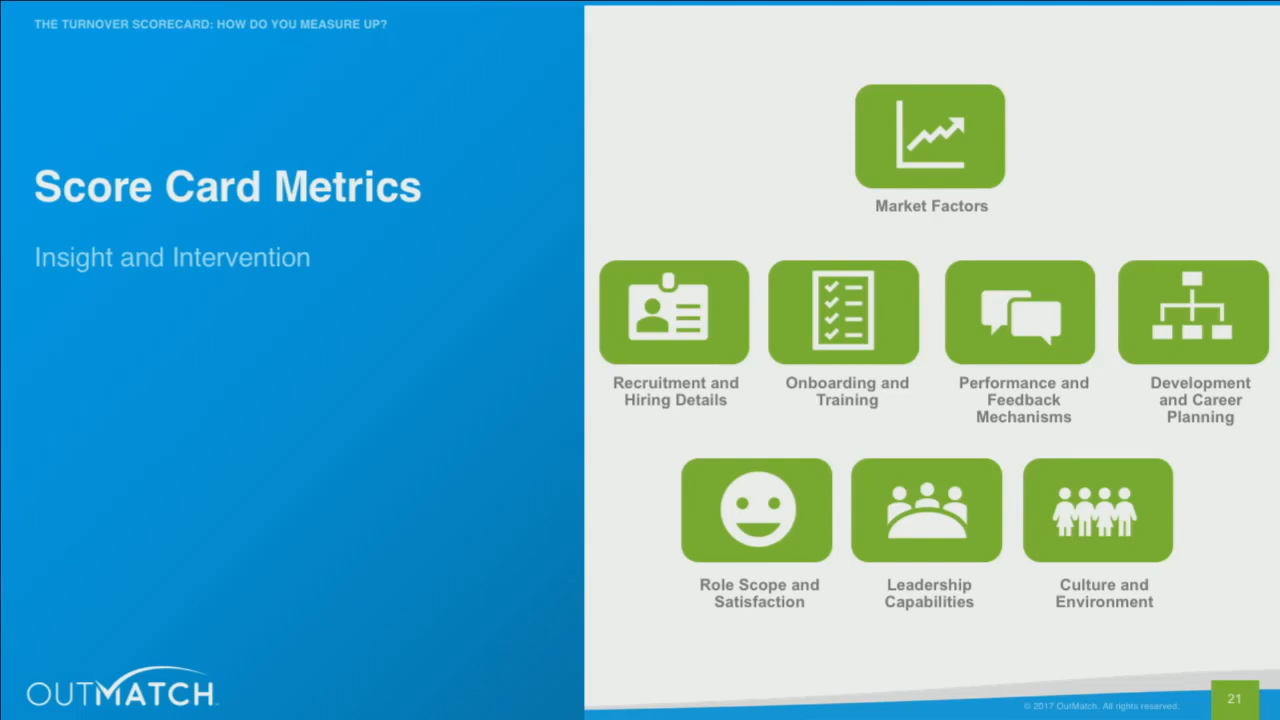 THE TURNOVER SCORECARD: HOW DO YOU MEASURE UP?
Score Card Metrics
Insight and Intervention
Market Factors
Recruitment and
Hiring Details
Onboarding and
Training
Performance and
Feedback
Mechanisms
Development
and Career
Planning
Role Scope and
Satisfaction
Leadership
Capabilities
Culture and
Environment
OUTMATCH
© 2017 OutMatch. All rights reserved.
21